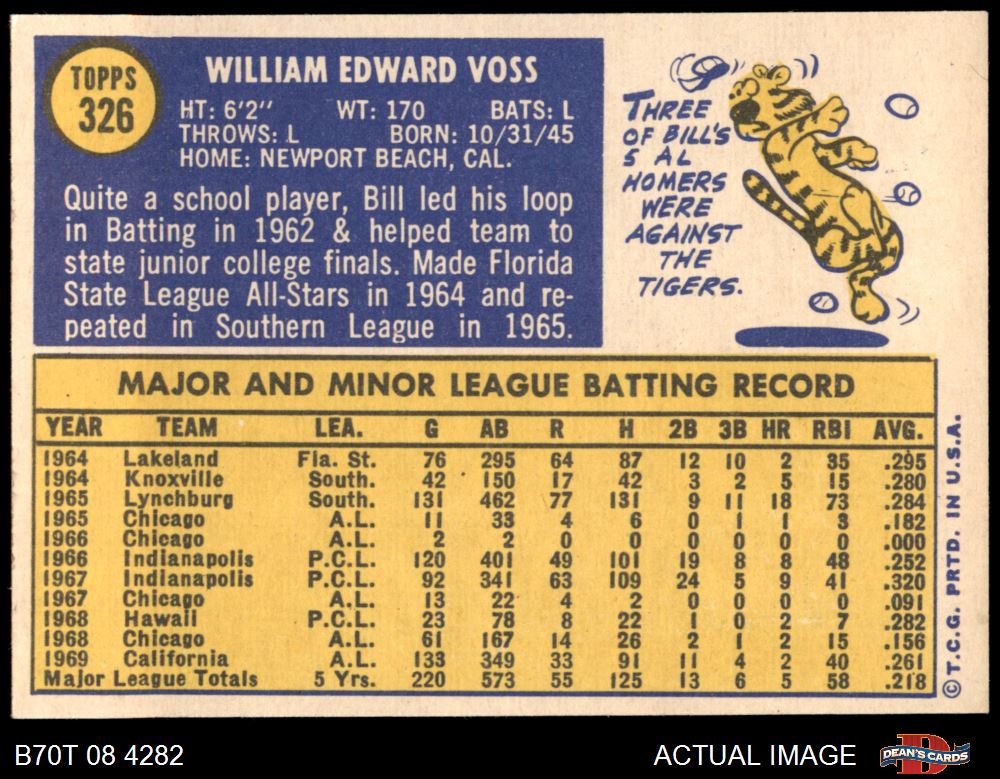 TOPPS
326
WILLIAM EDWARD VOSS
HT: 6'2" WT: 170 BATS: L
THROWS: L BORN: 10/31/45
HOME: NEWPORT BEACH, CAL.
Quite a school player, Bill led his loop
in Batting in 1962 & helped team to
state junior college finals. Made Florida
State League All-Stars in 1964 and re-
peated in Southern League in 1965.
THREE
OF BILL'S
5 AL
HOMERS
WERE
AGAINST
THE
TIGERS.
MAJOR AND MINOR LEAGUE BATTING RECORD
YEAR TEAM LEA. G AB R H 2B 3B HR RBI AVG.
1964 Lakeland Fla. St. 76 295 64 87 12 10 2 35 .295
1964 Knoxville South. 42 150 17 42 3 2 5 15 .280
1965 Lynchburg South. 131 462 77 131 9 11 18 73 .284
1965 Chicago A.L. 11 33 4 6 0 1 1 3 .182
1966 Chicago A.L. 2 2 0 0 0 0 0 0 .000
1966 Indianapolis P.C.L. 120 401 49 101 19 8 8 48 .252
1967 Indianapolis P.C.L. 92 341 63 109 24 5 9 41 .320
1967 Chicago A.L. 13 22 4 2 0 0 0 0 .091
1968 Hawaii P.C.L. 23 78 8 22 1 0 2 7 .282
1968 Chicago A.L. 61 167 14 26 2 1 2 15 .156
1969 California A.L. 133 349 33 91 11 4 2 40 .261
Major League Totals 5 Yrs. 220 573 55 125 13 6 5 58 .218
© T.C.G. PRTD. IN U.S.A.
B70T 08 4282
ACTUAL IMAGE
DEAN'S CARDS